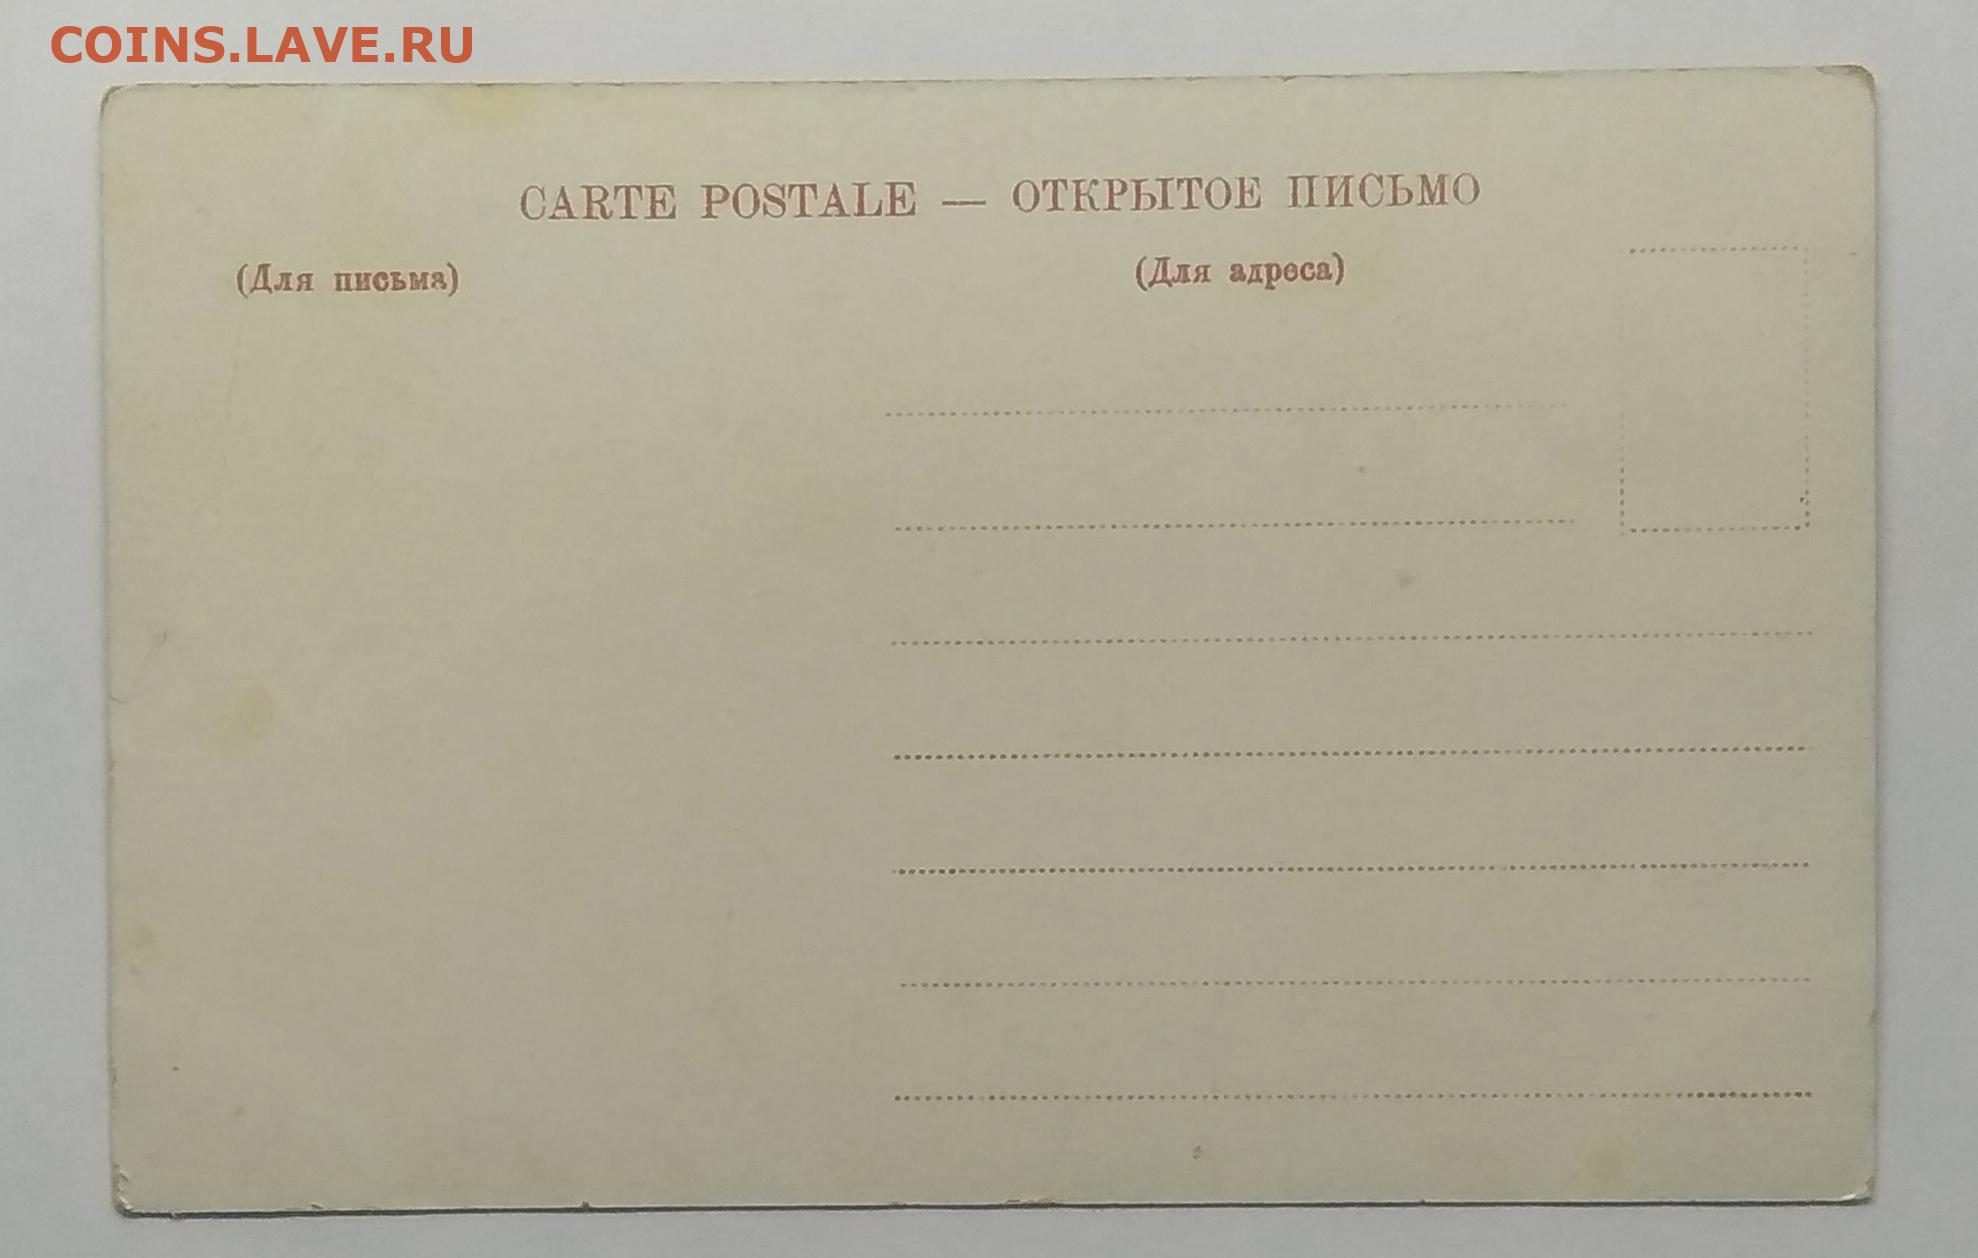 COINS.LAVE.RU
CARTE POSTALE — ОТКРЫТОЕ ПИСЬМО
(Для письма) (Для адреса)